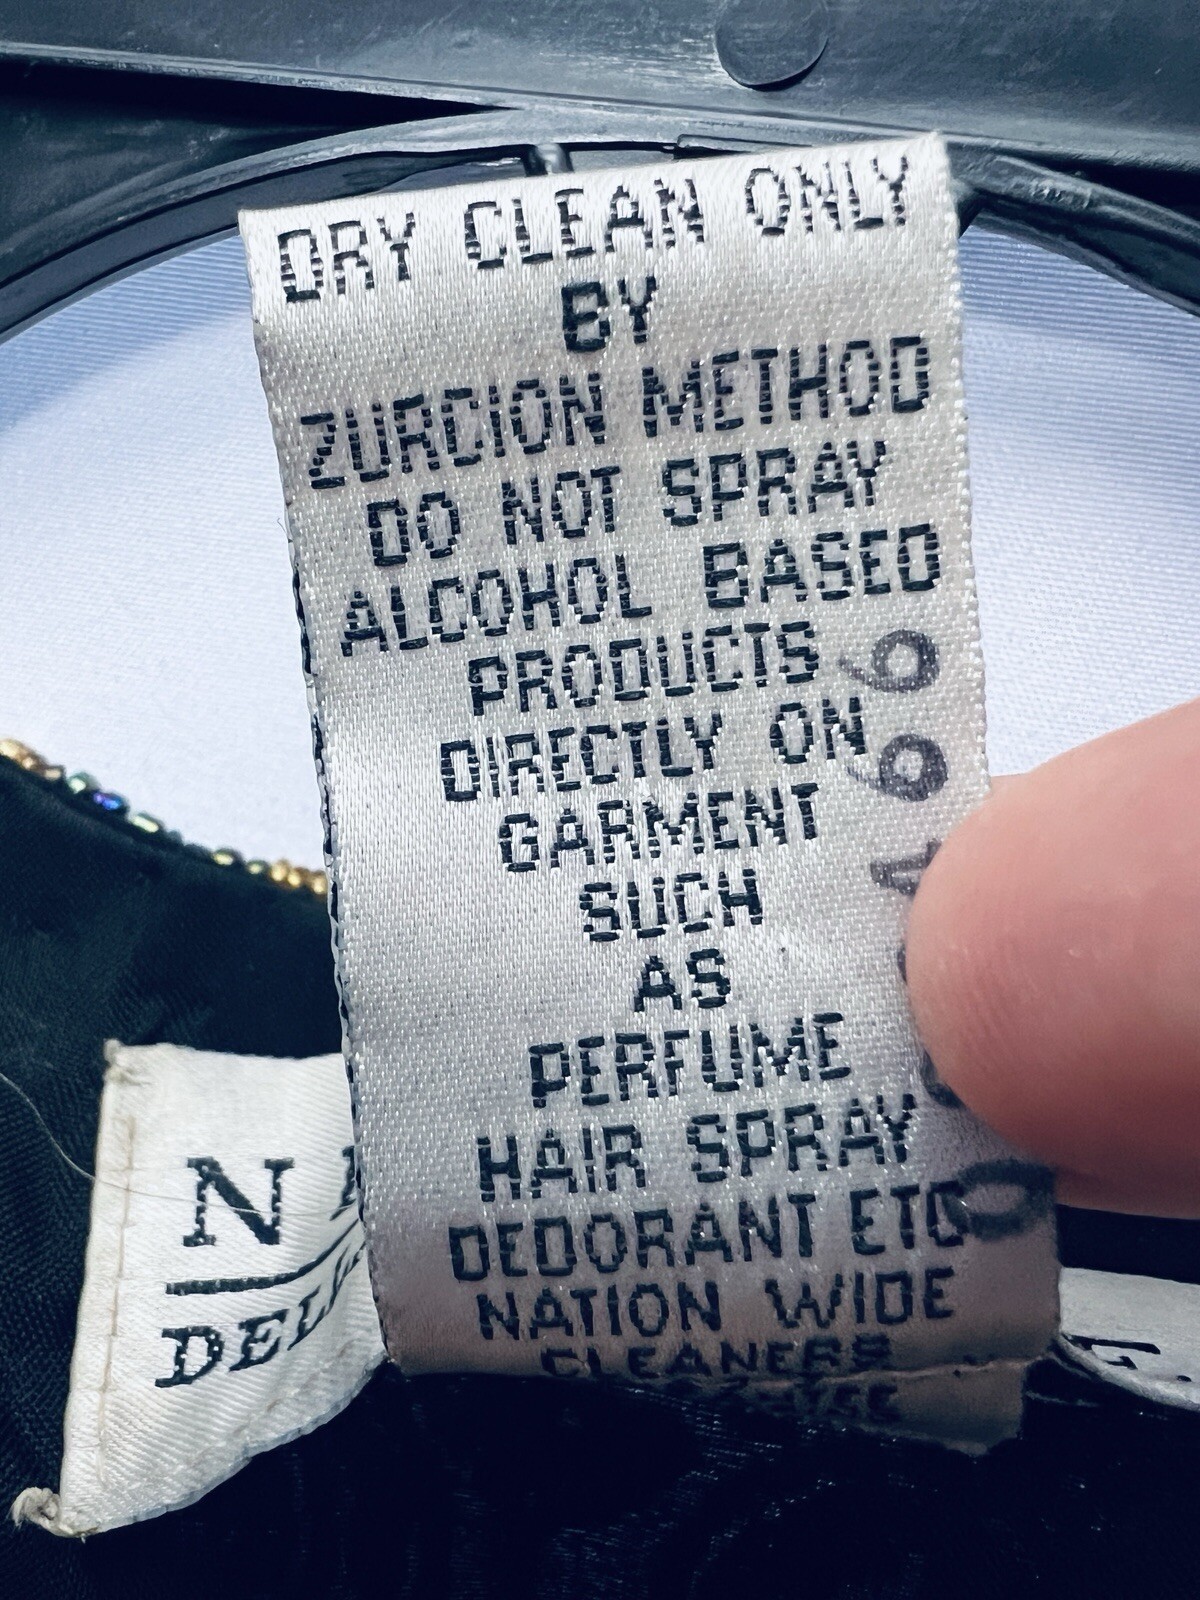 DRY CLEAN ONLY
BY
ZURCION METHOD
DO NOT SPRAY
ALCOHOL BASED
PRODUCTS
DIRECTLY ON
GARMENT
SUCH
AS
PERFUME
HAIR SPRAY
DEDORANT ETC
NATION WIDE
CLEANERS
N